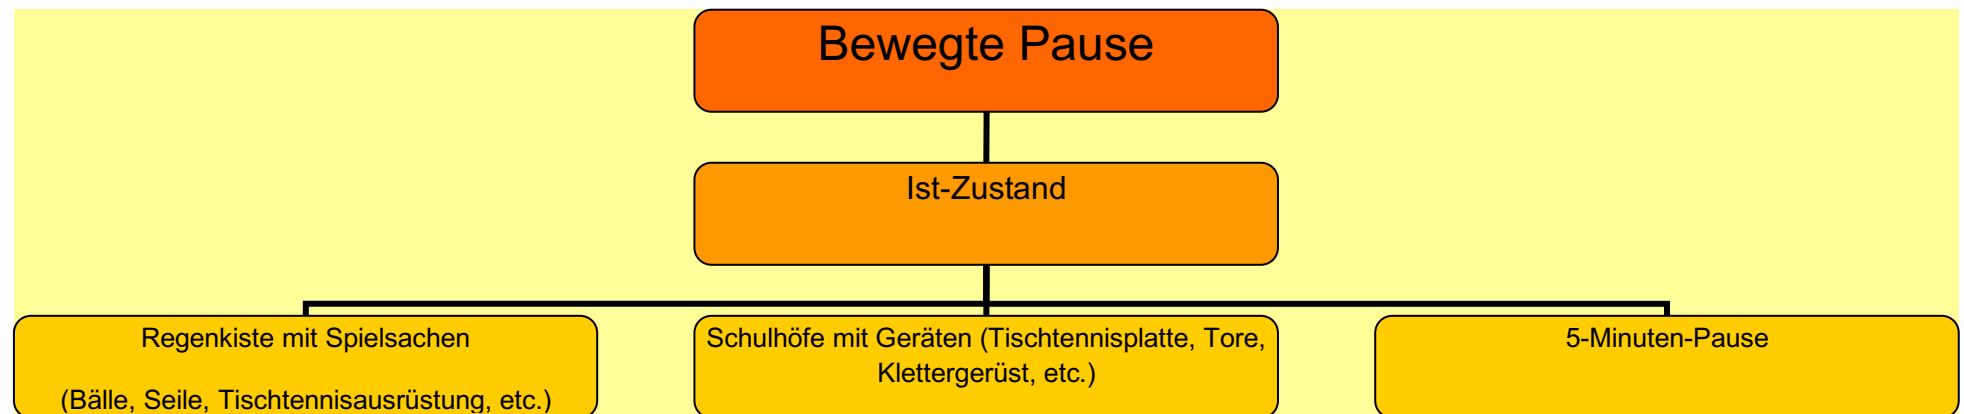 Bewegte Pause
Ist-Zustand
Regenkiste mit Spielsachen
(Bälle, Seile, Tischtennisausrüstung, etc.)
Schulhöfe mit Geräten (Tischtennisplatte, Tore,
Klettergerüst, etc.)
5-Minuten-Pause